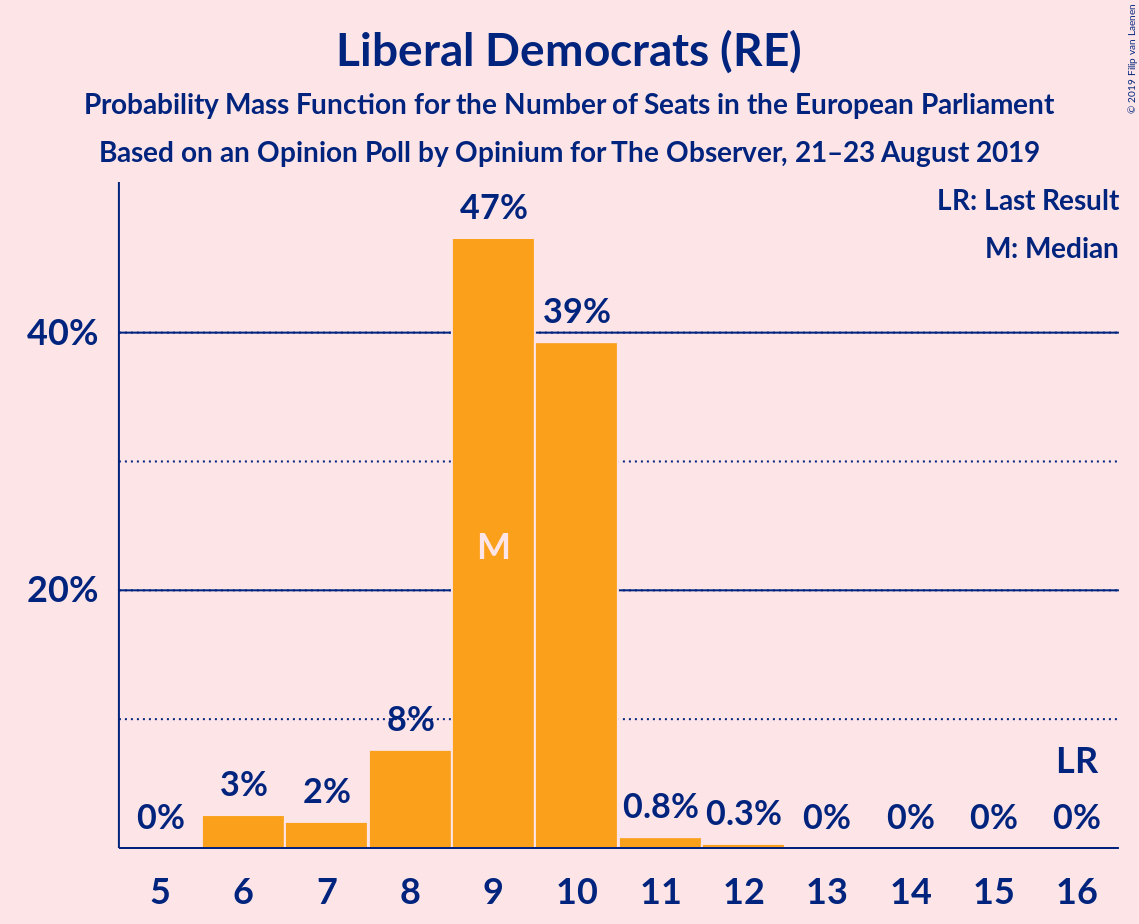 Liberal Democrats (RE)
Probability Mass Function for the Number of Seats in the European Parliament
Based on an Opinion Poll by Opinium for The Observer, 21–23 August 2019
© 2019 Filip van Laenen
LR: Last Result
M: Median
40%
20%
0%
3%
2%
8%
47%
M
39%
0.8%
0.3%
0%
0%
0%
LR
0%
5 6 7 8 9 10 11 12 13 14 15 16